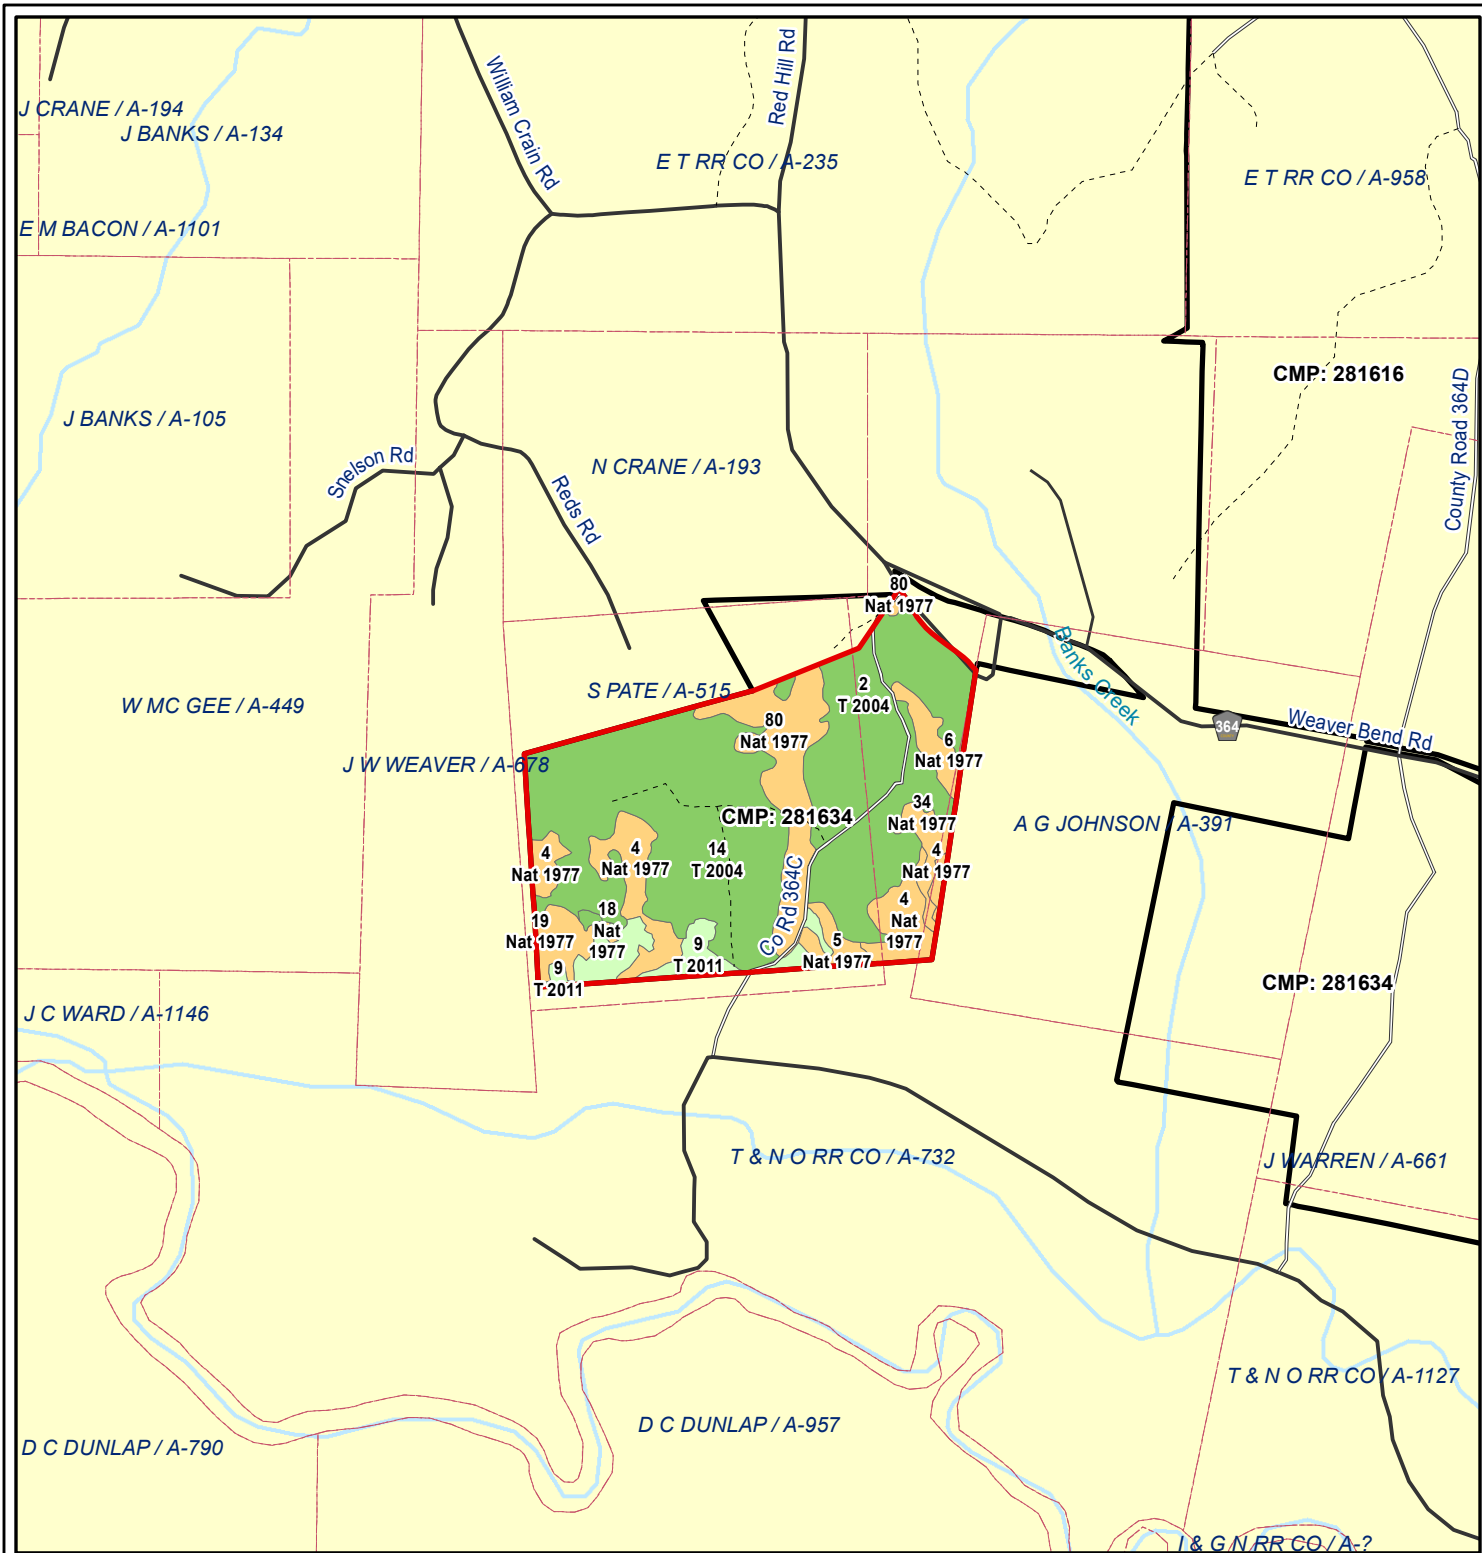 William Crain Rd
Red Hill Rd
J CRANE / A-194
J BANKS / A-134
E T RR CO / A-235
E T RR CO / A-958
E M BACON / A-1101
CMP: 281616
J BANKS / A-105
County Road 364D
Snelson Rd
N CRANE / A-193
Reds Rd
80
Nat 1977
Banks Creek
S PATE / A-515
2
T 2004
W MC GEE / A-449
80
Nat 1977
6
Nat 1977
364
Weaver Bend Rd
J W WEAVER / A-678
34
Nat 1977
CMP: 281634
A G JOHNSON / A-391
4
Nat 1977
4
Nat 1977
14
T 2004
4
Nat 1977
19
Nat 1977
18
Nat
1977
4
Nat
1977
Co Rd 364C
9
T 2011
5
Nat 1977
9
T 2011
CMP: 281634
J C WARD / A-1146
T & N O RR CO / A-732
J WARREN / A-661
T & N O RR CO / A-1127
D C DUNLAP / A-957
D C DUNLAP / A-790
I & G N RR CO / A-?